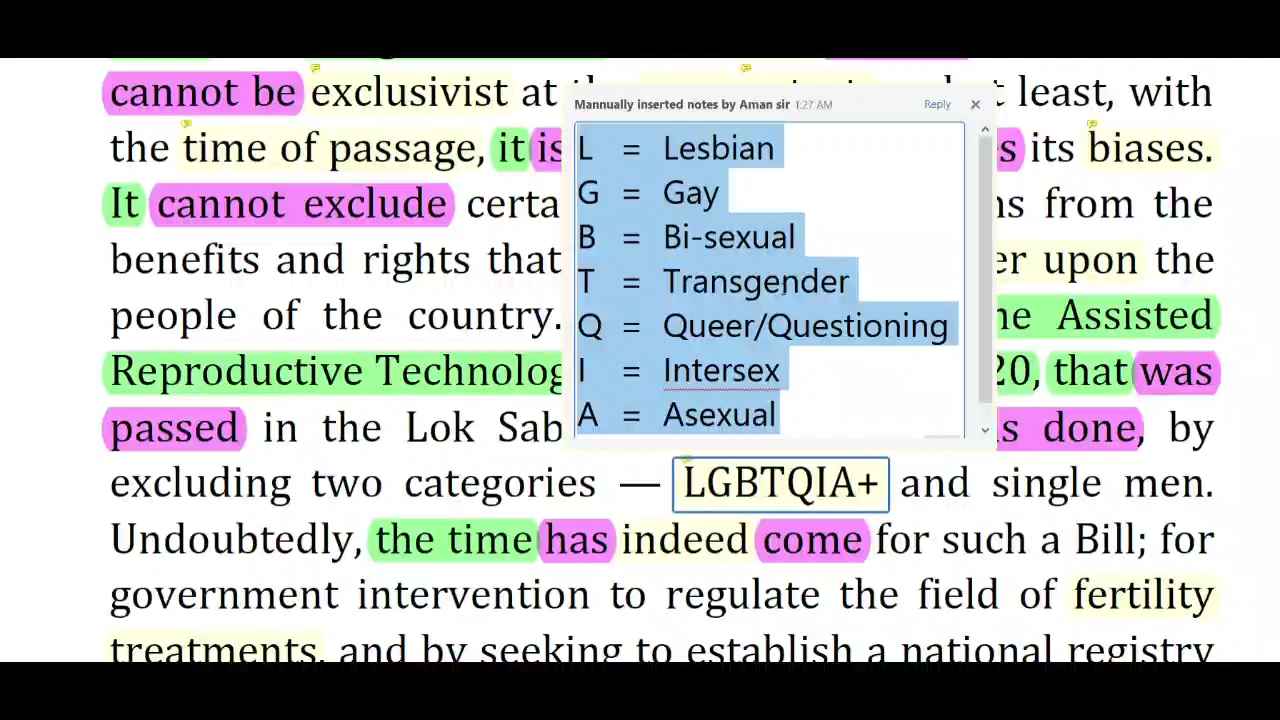 cannot be exclusivist at least, with
the time of passage, it is its biases.
It cannot exclude from the
benefits and rights that upon the
people of the country. Assisted
Reproductive 20, that was
passed in the Lok done, by
excluding two categories — LGBTQIA+ and single men.
Undoubtedly, the time has indeed come for such a Bill; for
government intervention to regulate the field of fertility
treatments, and by seeking to establish a national registry
Mannually inserted notes by Aman sir 1:27 AM Reply
L = Lesbian
G = Gay
B = Bi-sexual
T = Transgender
Q = Queer/Questioning
I = Intersex
A = Asexual